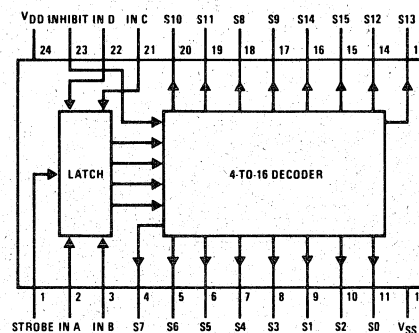 VDD INHIBIT IN D IN C S10 S11 S8 S9 S14 S15 S12 S13
24 23 22 21 20 19 18 17 16 15 14
LATCH
4-TO-16 DECODER
1 2 3 4 5 6 7 8 9 10 11
STROBE IN A IN B S7 S6 S5 S4 S3 S1 S2 S0 VSS